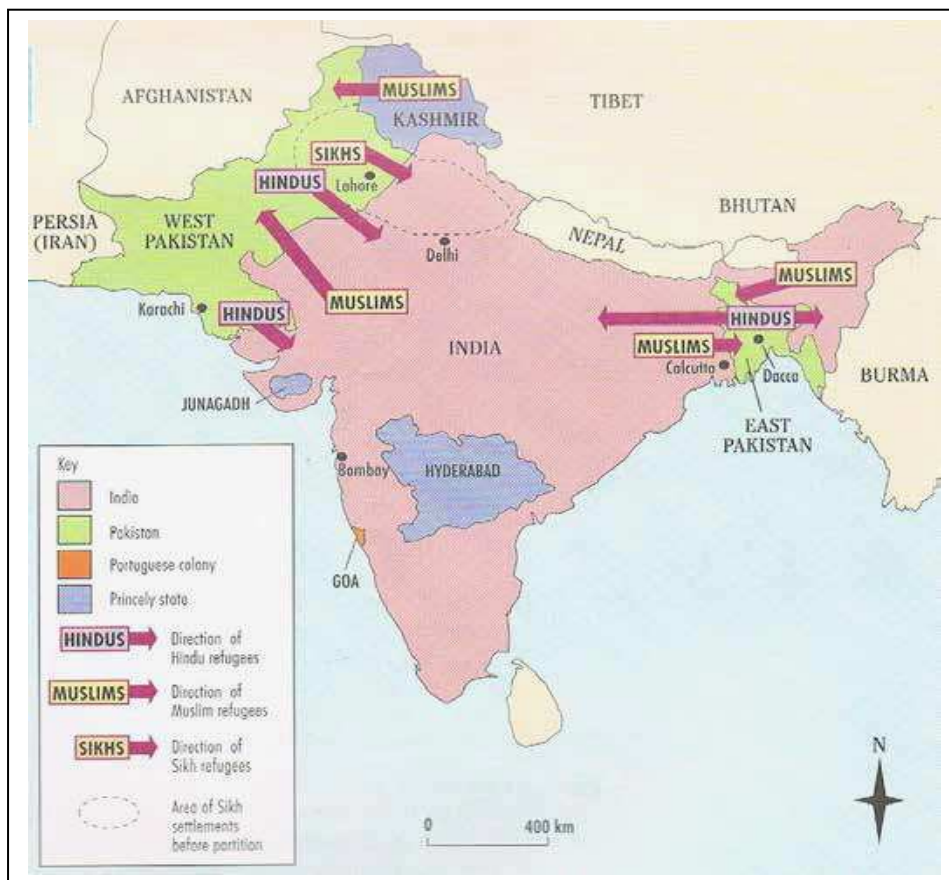 AFGHANISTAN
MUSLIMS
KASHMIR
TIBET
SIKHS
Lahore
HINDUS
PERSIA
(IRAN)
WEST
PAKISTAN
Delhi
NEPAL
BHUTAN
MUSLIMS
Karachi
HINDUS
MUSLIMS
HINDUS
MUSLIMS
INDIA
Calcutta
Dacca
BURMA
JUNAGADH
EAST
PAKISTAN
Bombay
HYDERABAD
GOA
Key
India
Pakistan
Portuguese colony
Princely state
HINDUS
Direction of
Hindu refugees
MUSLIMS
Direction of
Muslim refugees
SIKHS
Direction of
Sikh refugees
Area of Sikh
settlements
before partition
0 400 km
N